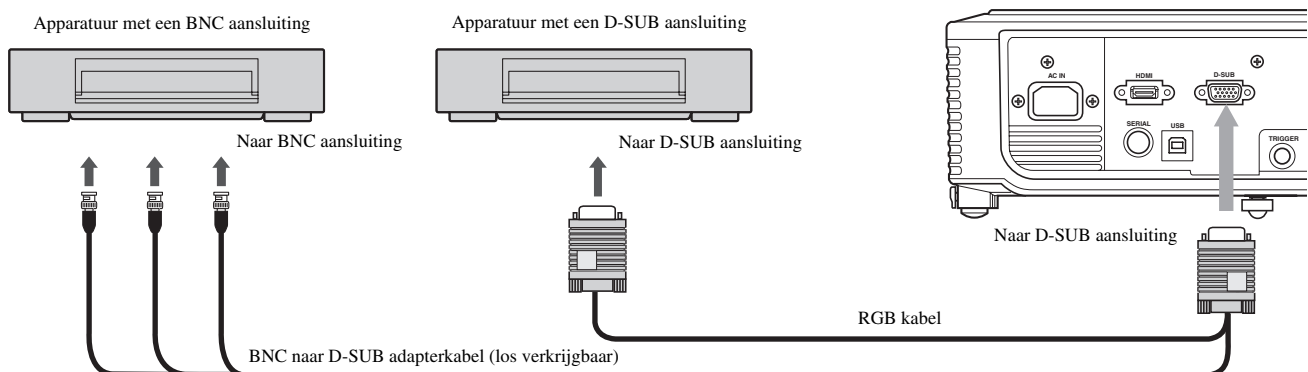 Apparatuur met een BNC aansluiting
Apparatuur met een D-SUB aansluiting
AC IN
HDMI
D-SUB
SERIAL
USB
TRIGGER
Naar BNC aansluiting
Naar D-SUB aansluiting
Naar D-SUB aansluiting
RGB kabel
BNC naar D-SUB adapterkabel (los verkrijgbaar)